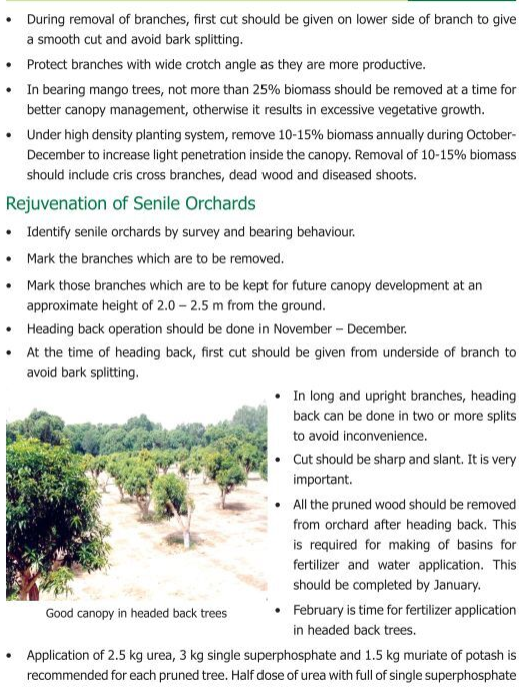 • During removal of branches, first cut should be given on lower side of branch to give
a smooth cut and avoid bark splitting.
• Protect branches with wide crotch angle as they are more productive.
• In bearing mango trees, not more than 25% biomass should be removed at a time for
better canopy management, otherwise it results in excessive vegetative growth.
• Under high density planting system, remove 10-15% biomass annually during October-
December to increase light penetration inside the canopy. Removal of 10-15% biomass
should include cris cross branches, dead wood and diseased shoots.
Rejuvenation of Senile Orchards
• Identify senile orchards by survey and bearing behaviour.
• Mark the branches which are to be removed.
• Mark those branches which are to be kept for future canopy development at an
approximate height of 2.0 – 2.5 m from the ground.
• Heading back operation should be done in November – December.
• At the time of heading back, first cut should be given from underside of branch to
avoid bark splitting.
• In long and upright branches, heading
back can be done in two or more splits
to avoid inconvenience.
• Cut should be sharp and slant. It is very
important.
• All the pruned wood should be removed
from orchard after heading back. This
is required for making of basins for
fertilizer and water application. This
should be completed by January.
Good canopy in headed back trees
• February is time for fertilizer application
in headed back trees.
• Application of 2.5 kg urea, 3 kg single superphosphate and 1.5 kg muriate of potash is
recommended for each pruned tree. Half dose of urea with full of single superphosphate